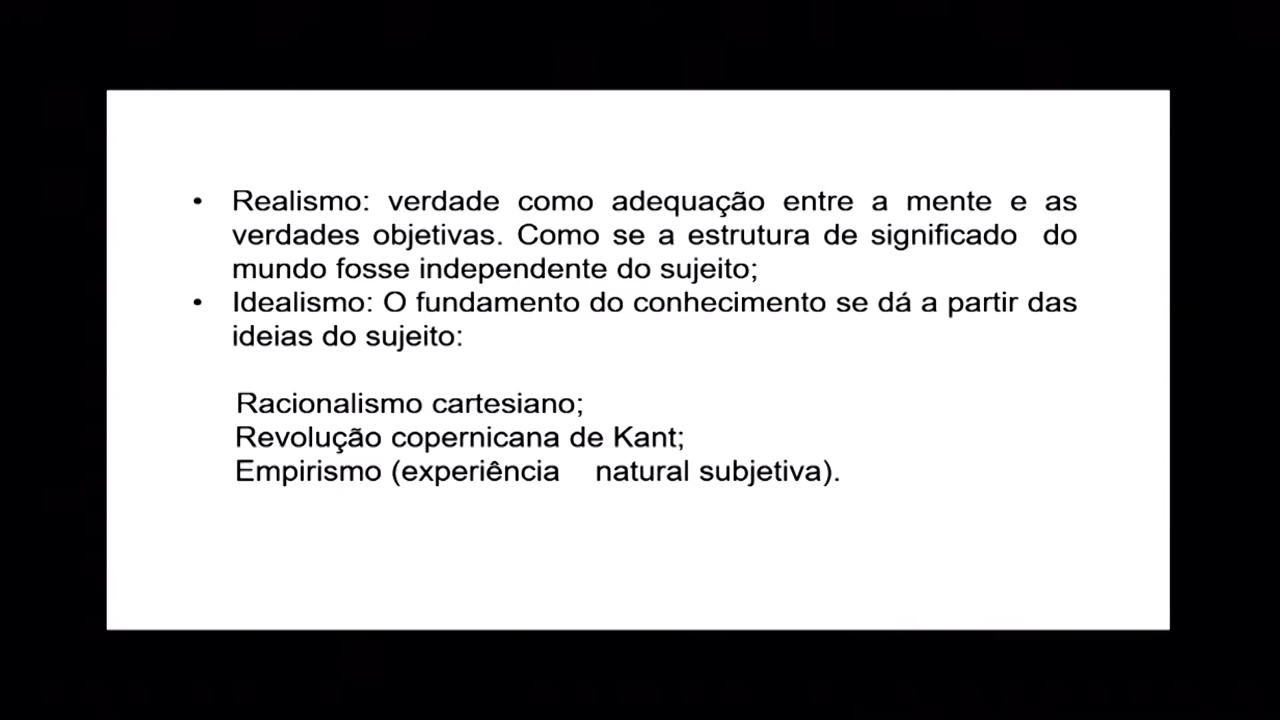 • Realismo: verdade como adequação entre a mente e as
verdades objetivas. Como se a estrutura de significado do
mundo fosse independente do sujeito;
• Idealismo: O fundamento do conhecimento se dá a partir das
ideias do sujeito:
Racionalismo cartesiano;
Revolução copernicana de Kant;
Empirismo (experiência natural subjetiva).